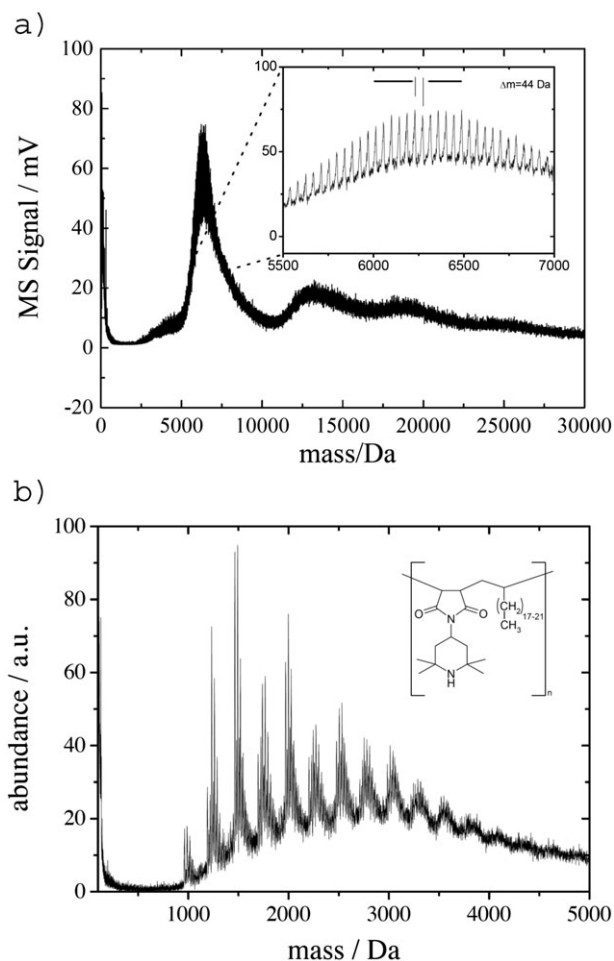 a)
100
80
60
40
20
0
-20
MS Signal / mV
0 5000 10000 15000 20000 25000 30000
mass/Da
100
50
0
Δm=44 Da
5500 6000 6500 7000
b)
100
80
60
40
20
0
abundance / a.u.
1000 2000 3000 4000 5000
mass / Da
O N O
(CH2)17-21
CH3
N
H
n